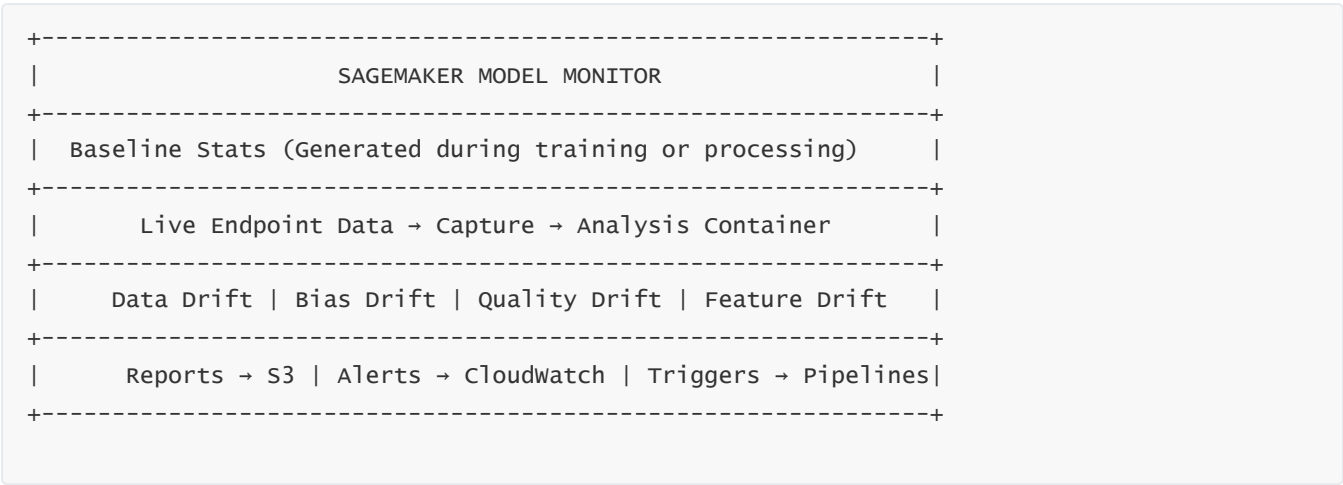 +---------------------------------------------------------------+
|                     SAGEMAKER MODEL MONITOR                   |
+---------------------------------------------------------------+
|  Baseline Stats (Generated during training or processing)     |
+---------------------------------------------------------------+
|       Live Endpoint Data → Capture → Analysis Container       |
+---------------------------------------------------------------+
|     Data Drift | Bias Drift | Quality Drift | Feature Drift   |
+---------------------------------------------------------------+
|      Reports → S3 | Alerts → CloudWatch | Triggers → Pipelines|
+---------------------------------------------------------------+